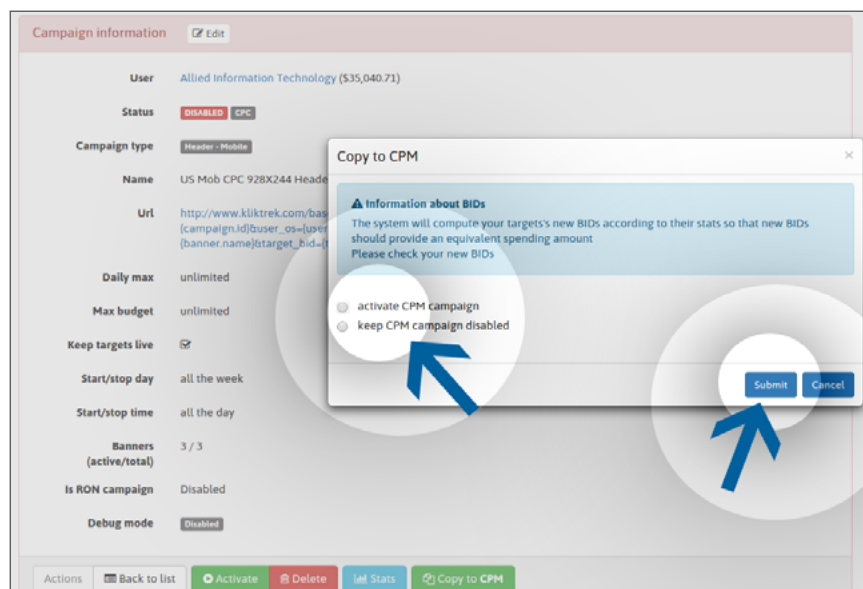 Campaign information
Edit
User
Allied Information Technology ($35,040.71)
Status
DISABLED CPC
Campaign type
Header - Mobile
Name
US Mob CPC 928X244 Heade
Url
http://www.kliktrek.com/bas
{campaign.id}&user_os={user
{banner.name}&target_bid={t
Daily max
unlimited
Max budget
unlimited
Keep targets live
Start/stop day
all the week
Start/stop time
all the day
Banners
(active/total)
3 / 3
Is RON campaign
Disabled
Debug mode
Disabled
Actions
Back to list
Activate
Delete
Stats
Copy to CPM
Copy to CPM
×
Information about BIDs
The system will compute your targets's new BIDs according to their stats so that new BIDs
should provide an equivalent spending amount
Please check your new BIDs
activate CPM campaign
keep CPM campaign disabled
Submit
Cancel